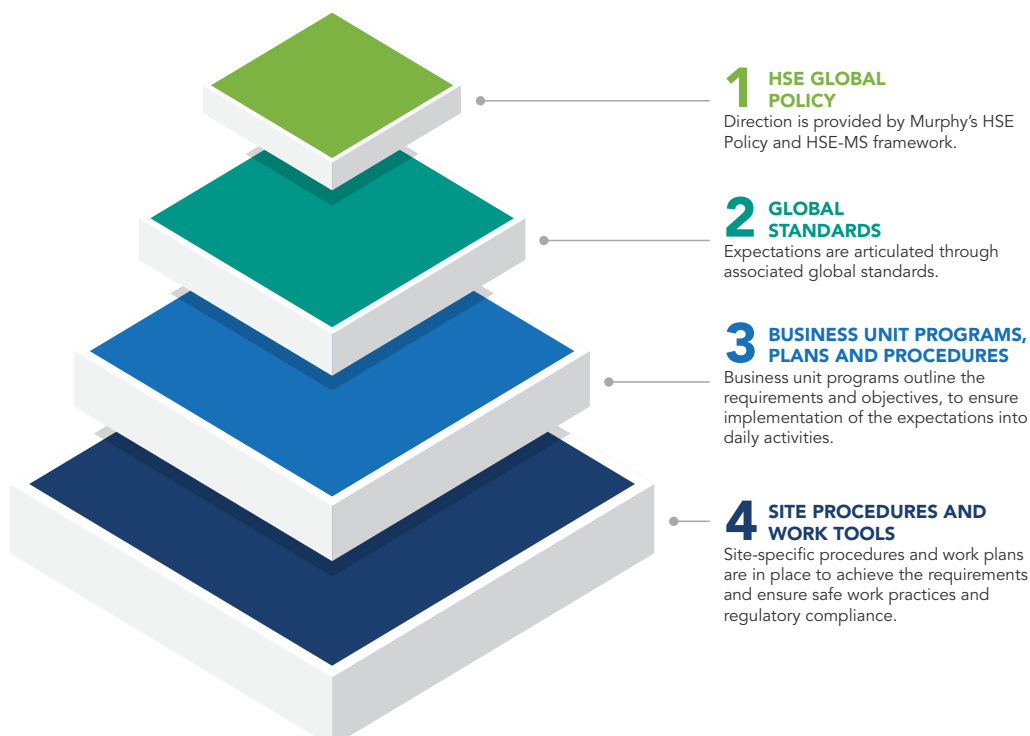 1 HSE GLOBAL
POLICY
Direction is provided by Murphy’s HSE
Policy and HSE-MS framework.
2 GLOBAL
STANDARDS
Expectations are articulated through
associated global standards.
3 BUSINESS UNIT PROGRAMS,
PLANS AND PROCEDURES
Business unit programs outline the
requirements and objectives, to ensure
implementation of the expectations into
daily activities.
4 SITE PROCEDURES AND
WORK TOOLS
Site-specific procedures and work plans
are in place to achieve the requirements
and ensure safe work practices and
regulatory compliance.